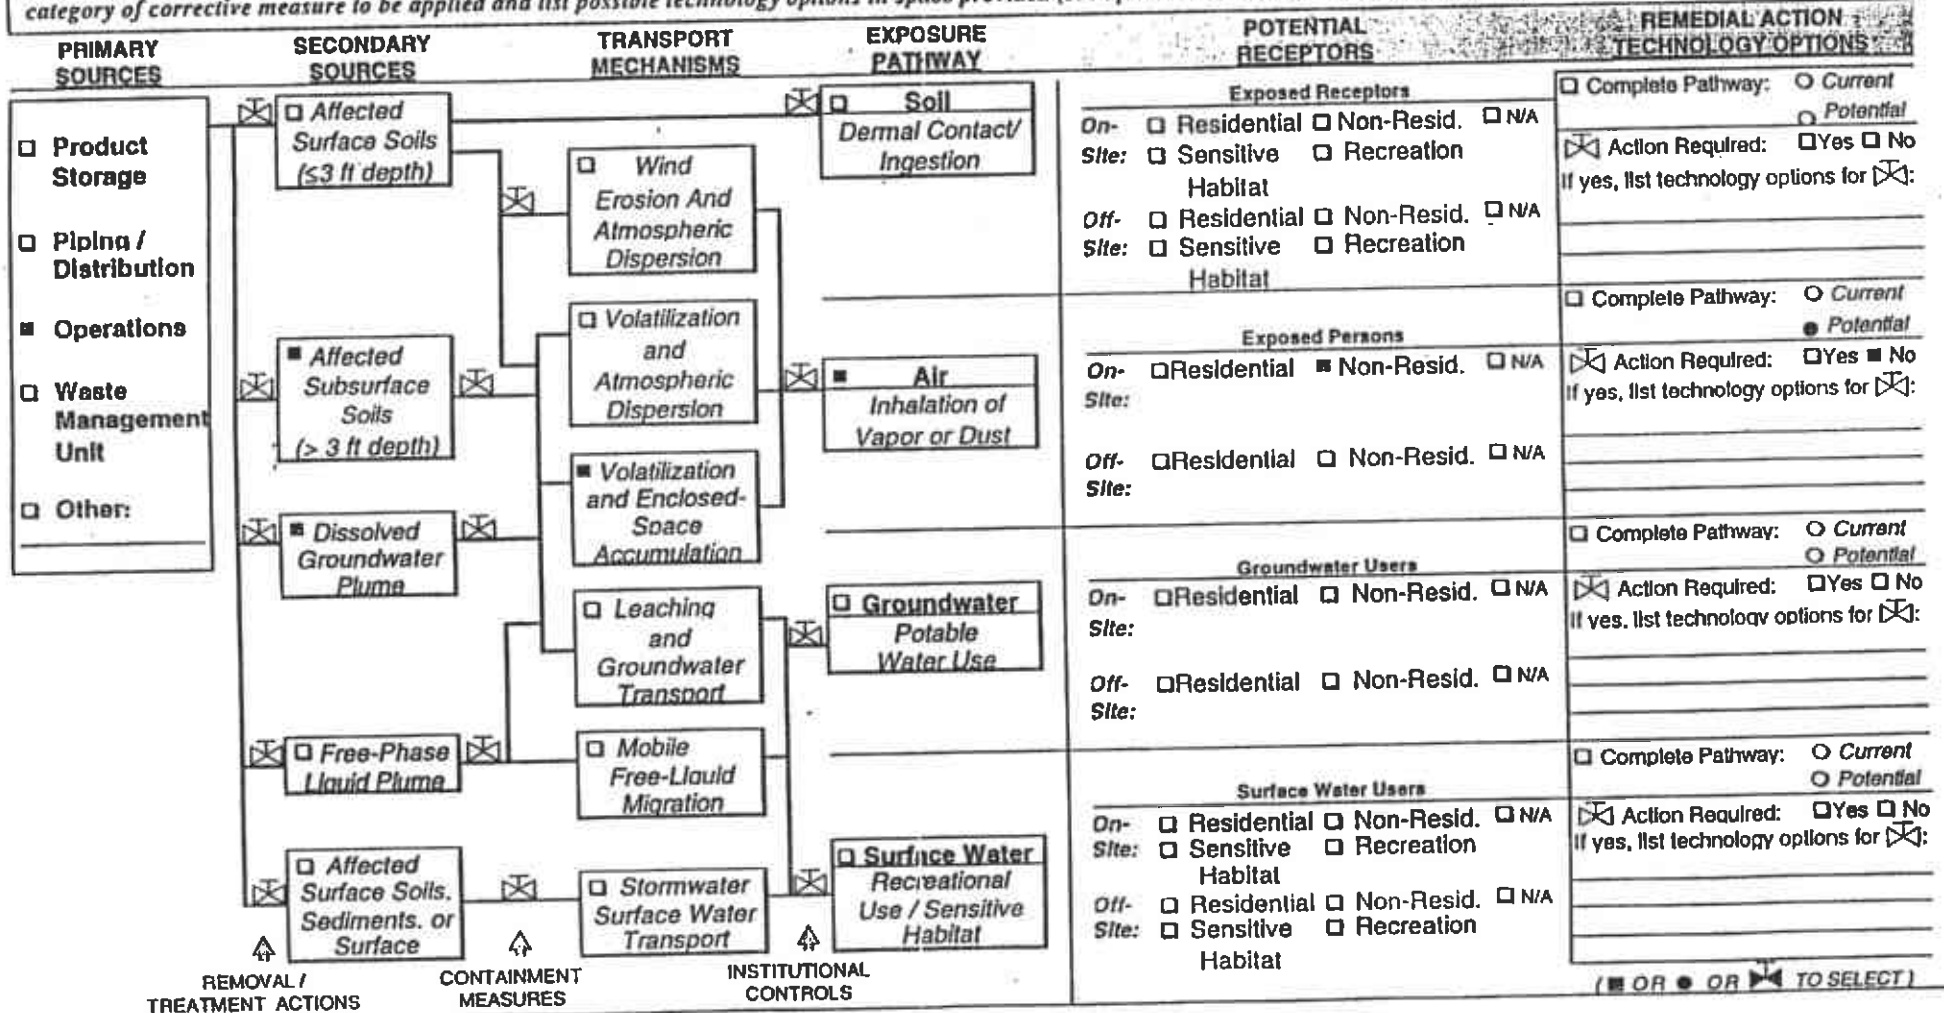 category of corrective measure to be applied and list possible technology options in space provided
PRIMARY
SOURCES
SECONDARY
SOURCES
TRANSPORT
MECHANISMS
EXPOSURE
PATHWAY
POTENTIAL
RECEPTORS
REMEDIAL ACTION
TECHNOLOGY OPTIONS
☐ Product
Storage
☐ Piping /
Distribution
■ Operations
☐ Waste
Management
Unit
☐ Other:
☐ Affected
Surface Soils
(≤3 ft depth)
■ Affected
Subsurface
Soils
(> 3 ft depth)
■ Dissolved
Groundwater
Plume
☐ Free-Phase
Liquid Plume
☐ Affected
Surface Soils,
Sediments, or
Surface
☐ Wind
Erosion And
Atmospheric
Dispersion
☐ Volatilization
and
Atmospheric
Dispersion
■ Volatilization
and Enclosed-
Space
Accumulation
☐ Leaching
and
Groundwater
Transport
☐ Mobile
Free-Liquid
Migration
☐ Stormwater
Surface Water
Transport
☐ Soil
Dermal Contact/
Ingestion
■ Air
Inhalation of
Vapor or Dust
☐ Groundwater
Potable
Water Use
☐ Surface Water
Recreational
Use / Sensitive
Habitat
REMOVAL /
TREATMENT ACTIONS
CONTAINMENT
MEASURES
INSTITUTIONAL
CONTROLS
Exposed Receptors
On- ☐ Residential ☐ Non-Resid. ☐ N/A
Site: ☐ Sensitive ☐ Recreation
Habitat
Off- ☐ Residential ☐ Non-Resid. ☐ N/A
Site: ☐ Sensitive ☐ Recreation
Habitat
☐ Complete Pathway: ○ Current
○ Potential
Action Required: ☐ Yes ☐ No
If yes, list technology options for :
Exposed Persons
On- ☐ Residential ■ Non-Resid. ☐ N/A
Site:
Off- ☐ Residential ☐ Non-Resid. ☐ N/A
Site:
☐ Complete Pathway: ○ Current
● Potential
Action Required: ☐ Yes ■ No
If yes, list technology options for :
Groundwater Users
On- ☐ Residential ☐ Non-Resid. ☐ N/A
Site:
Off- ☐ Residential ☐ Non-Resid. ☐ N/A
Site:
☐ Complete Pathway: ○ Current
○ Potential
Action Required: ☐ Yes ☐ No
If yes, list technology options for :
Surface Water Users
On- ☐ Residential ☐ Non-Resid. ☐ N/A
Site: ☐ Sensitive ☐ Recreation
Habitat
Off- ☐ Residential ☐ Non-Resid. ☐ N/A
Site: ☐ Sensitive ☐ Recreation
Habitat
☐ Complete Pathway: ○ Current
○ Potential
Action Required: ☐ Yes ☐ No
If yes, list technology options for :
( ■ OR ● OR TO SELECT )